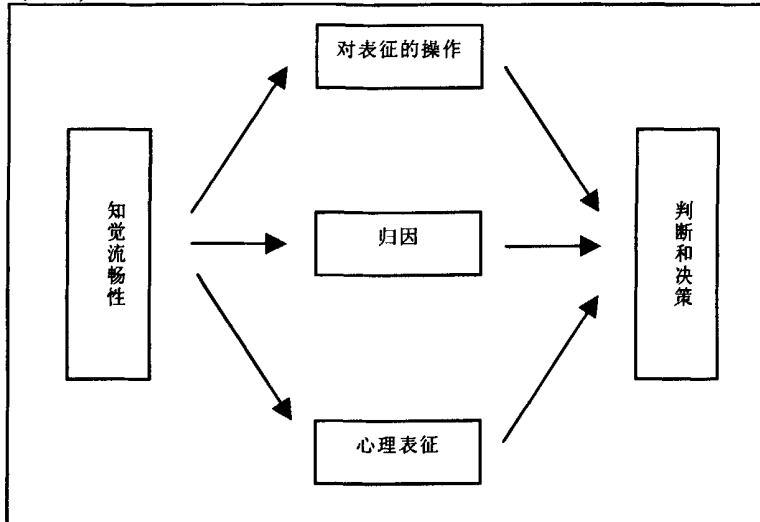 对表征的操作
知觉流畅性
归因
判断和决策
心理表征